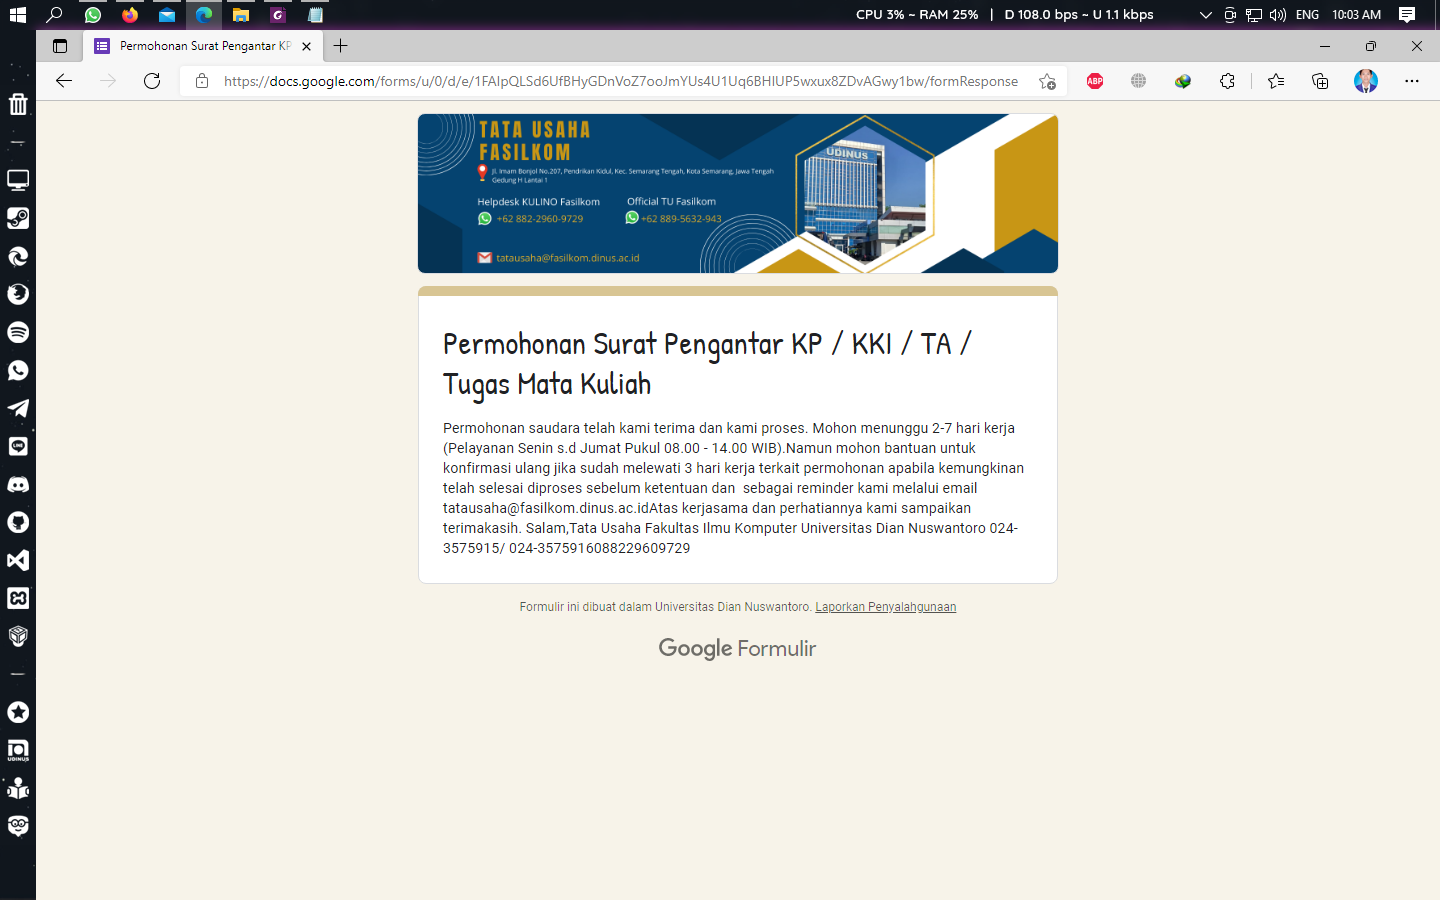 CPU 3% ~ RAM 25% | D 108.0 bps ~ U 1.1 kbps
ENG
10:03 AM
Permohonan Surat Pengantar KP
https://docs.google.com/forms/u/0/d/e/1FAIpQLSd6UfBHyGDnVoZ7ooJmYUs4U1Uq6BHIUP5wxux8ZDvAGwy1bw/formResponse
ABP
TATA USAHA
FASILKOM
Jl. Imam Bonjol No.207, Pendrikan Kidul, Kec. Semarang Tengah, Kota Semarang, Jawa Tengah
Gedung H Lantai 1
Helpdesk KULINO Fasilkom
+62 882-2960-9729
Official TU Fasilkom
+62 889-5632-943
tatausaha@fasilkom.dinus.ac.id
UDINUS
Permohonan Surat Pengantar KP / KKI / TA /
Tugas Mata Kuliah
Permohonan saudara telah kami terima dan kami proses. Mohon menunggu 2-7 hari kerja
(Pelayanan Senin s.d Jumat Pukul 08.00 - 14.00 WIB).Namun mohon bantuan untuk
konfirmasi ulang jika sudah melewati 3 hari kerja terkait permohonan apabila kemungkinan
telah selesai diproses sebelum ketentuan dan  sebagai reminder kami melalui email
tatausaha@fasilkom.dinus.ac.idAtas kerjasama dan perhatiannya kami sampaikan
terimakasih. Salam,Tata Usaha Fakultas Ilmu Komputer Universitas Dian Nuswantoro 024-
3575915/ 024-3575916088229609729
Formulir ini dibuat dalam Universitas Dian Nuswantoro. Laporkan Penyalahgunaan
Google Formulir
LINE
UDINUS